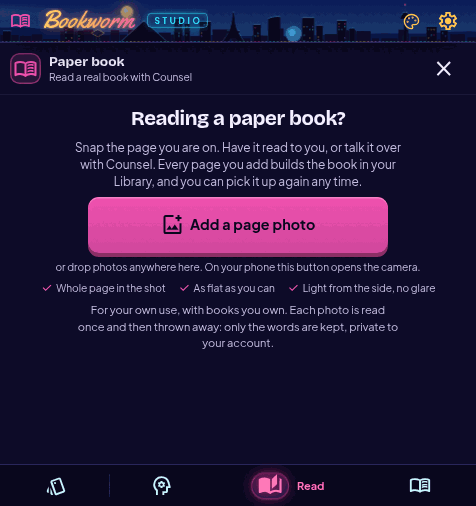 Bookworm STUDIO
Paper book
Read a real book with Counsel
Reading a paper book?
Snap the page you are on. Have it read to you, or talk it over
with Counsel. Every page you add builds the book in your
Library, and you can pick it up again any time.
Add a page photo
or drop photos anywhere here. On your phone this button opens the camera.
Whole page in the shot As flat as you can Light from the side, no glare
For your own use, with books you own. Each photo is read
once and then thrown away: only the words are kept, private to
your account.
Read